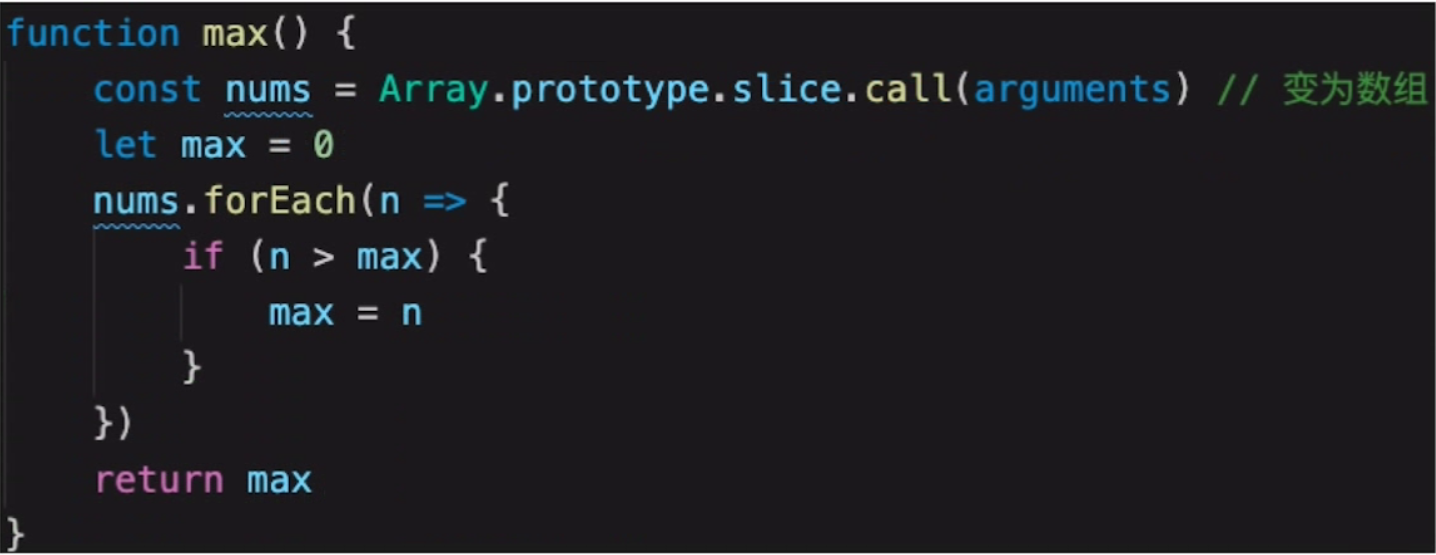 function max() {
    const nums = Array.prototype.slice.call(arguments) // 变为数组
    let max = 0
    nums.forEach(n => {
        if (n > max) {
            max = n
        }
    })
    return max
}